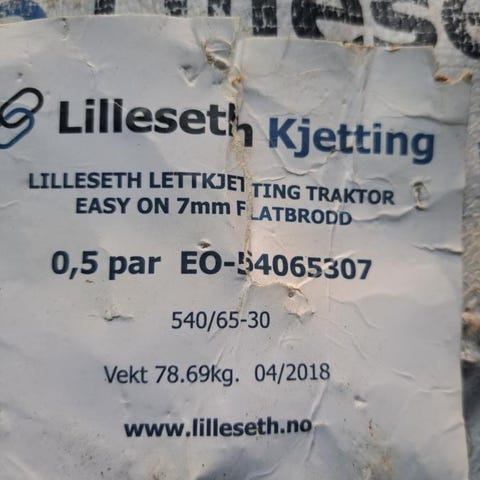 Lilleseth Kjetting
LILLESETH LETTKJETTING TRAKTOR
EASY ON 7mm FLATBRODD
0,5 par EO-54065307
540/65-30
Vekt 78.69kg. 04/2018
www.lilleseth.no